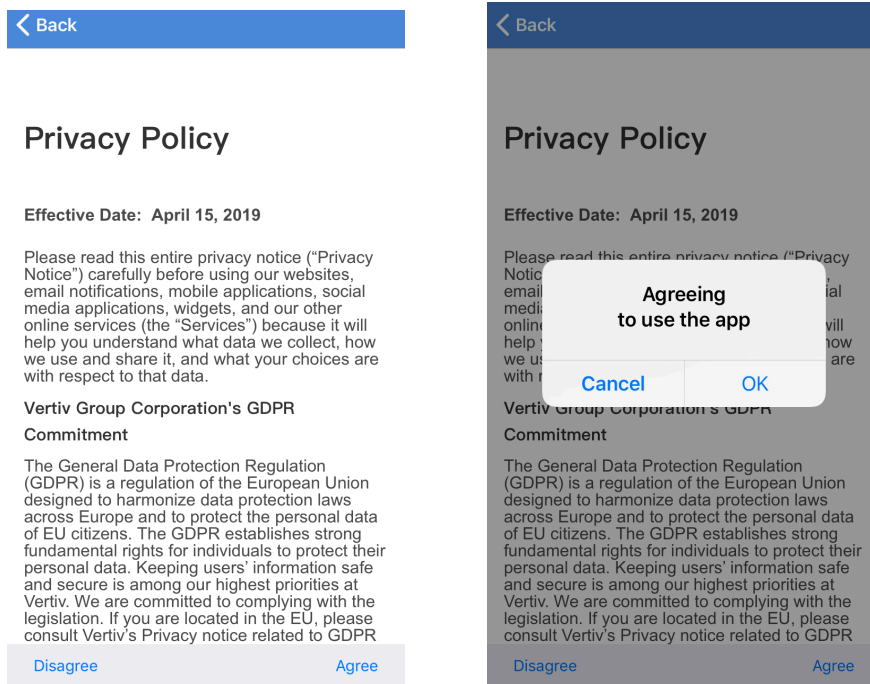 Back
Privacy Policy
Effective Date:  April 15, 2019
Please read this entire privacy notice (“Privacy
Notice”) carefully before using our websites,
email notifications, mobile applications, social
media applications, widgets, and our other
online services (the “Services”) because it will
help you understand what data we collect, how
we use and share it, and what your choices are
with respect to that data.
Vertiv Group Corporation's GDPR
Commitment
The General Data Protection Regulation
(GDPR) is a regulation of the European Union
designed to harmonize data protection laws
across Europe and to protect the personal data
of EU citizens. The GDPR establishes strong
fundamental rights for individuals to protect their
personal data. Keeping users’ information safe
and secure is among our highest priorities at
Vertiv. We are committed to complying with the
legislation. If you are located in the EU, please
consult Vertiv’s Privacy notice related to GDPR
Disagree
Agree
Back
Privacy Policy
Effective Date:  April 15, 2019
Please read this entire privacy notice (“Privacy
Agreeing
to use the app
Cancel
OK
are
Vertiv Group Corporation's GDPR
Commitment
The General Data Protection Regulation
(GDPR) is a regulation of the European Union
designed to harmonize data protection laws
across Europe and to protect the personal data
of EU citizens. The GDPR establishes strong
fundamental rights for individuals to protect their
personal data. Keeping users’ information safe
and secure is among our highest priorities at
Vertiv. We are committed to complying with the
legislation. If you are located in the EU, please
consult Vertiv’s Privacy notice related to GDPR
Disagree
Agree